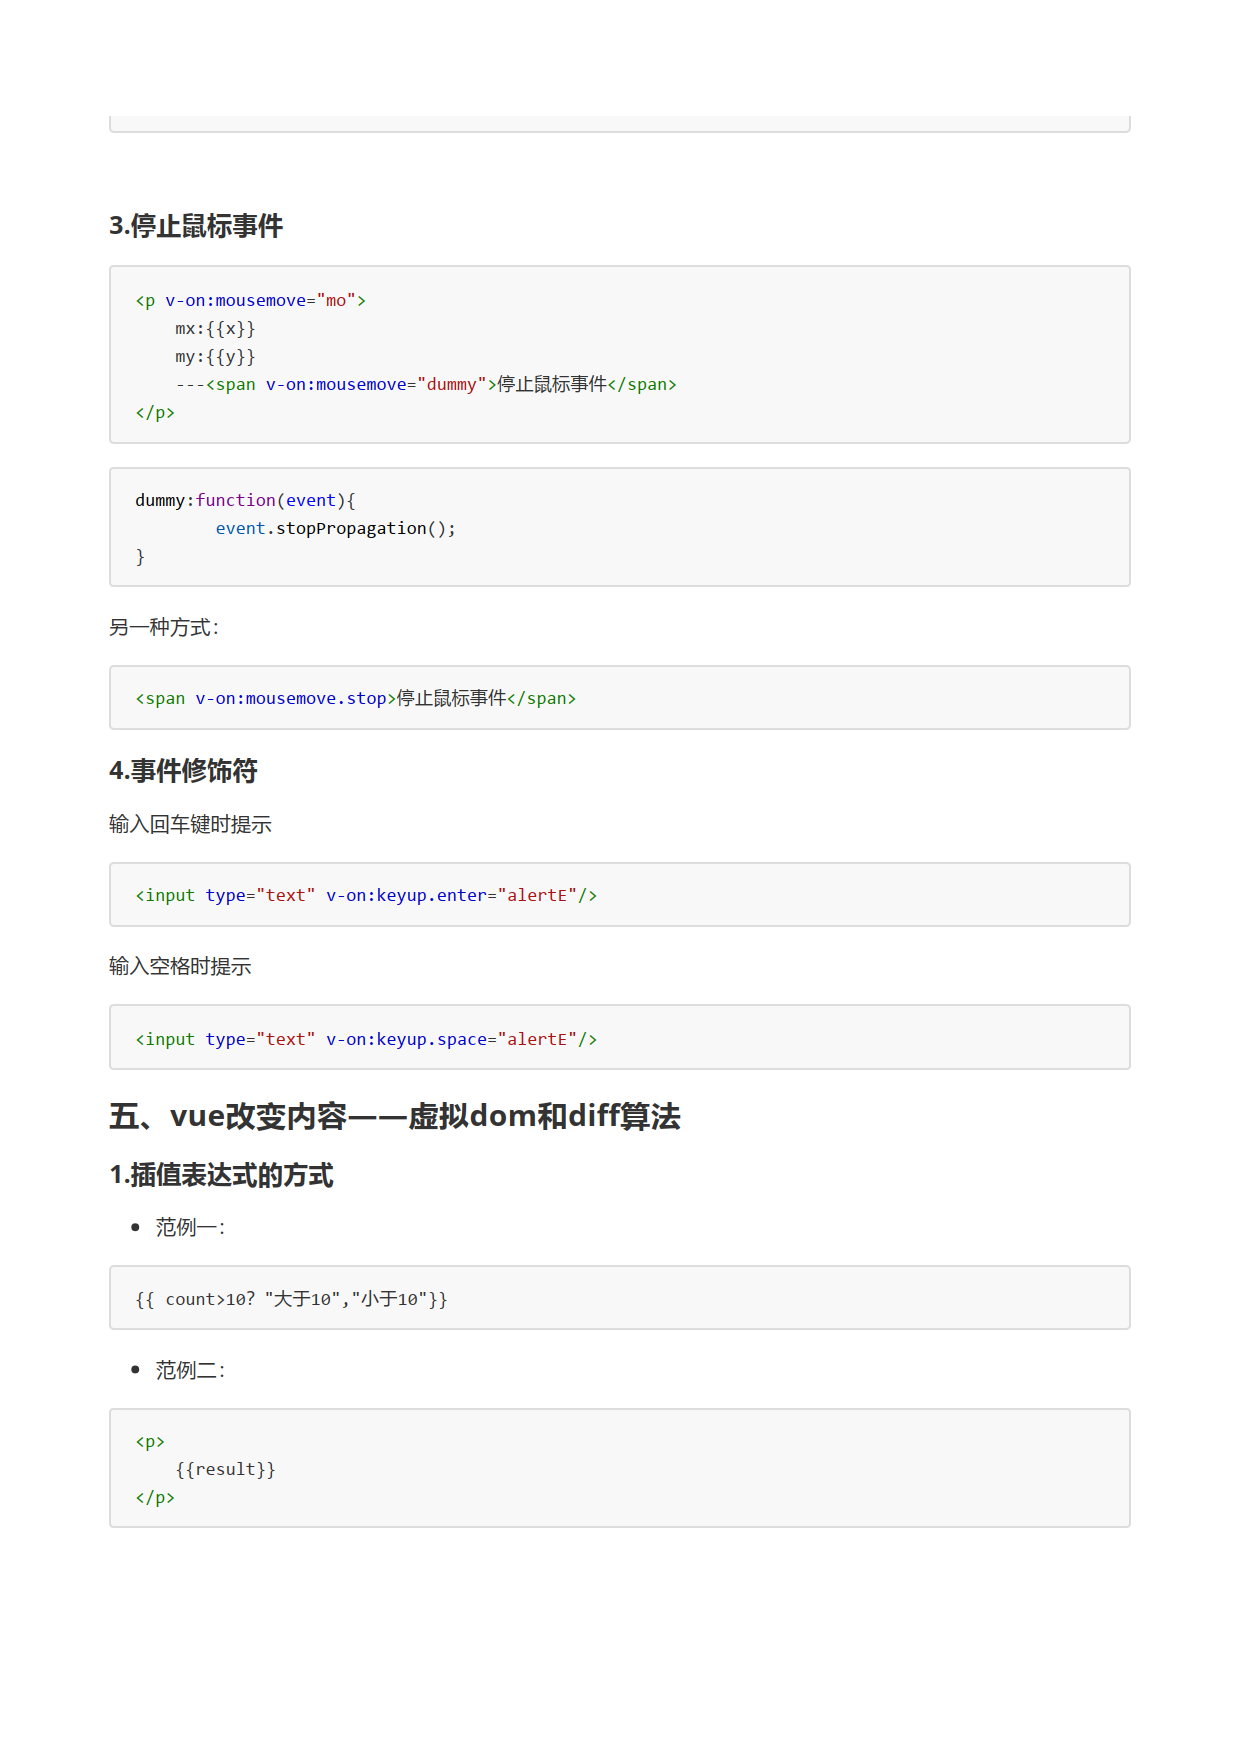 3.停止鼠标事件
<p v-on:mousemove="mo">
    mx:{{x}}
    my:{{y}}
    ---<span v-on:mousemove="dummy">停止鼠标事件</span>
</p>
dummy:function(event){
        event.stopPropagation();
}
另一种方式：
<span v-on:mousemove.stop>停止鼠标事件</span>
4.事件修饰符
输入回车键时提示
<input type="text" v-on:keyup.enter="alertE"/>
输入空格时提示
<input type="text" v-on:keyup.space="alertE"/>
五、vue改变内容——虚拟dom和diff算法
1.插值表达式的方式
• 范例一：
{{ count>10？"大于10","小于10"}}
• 范例二：
<p>
    {{result}}
</p>